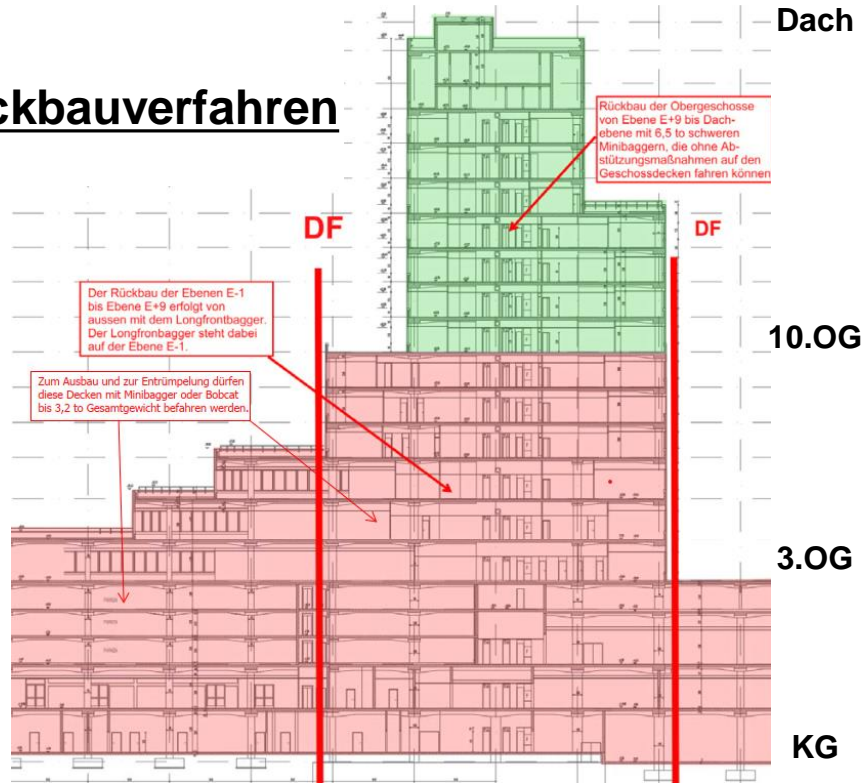 Dach
ckbauverfahren
Rückbau der Obergeschosse
von Ebene E+9 bis Dach-
ebene mit 6,5 to schweren
Minibaggern, die ohne Ab-
stützungsmaßnahmen auf den
Geschossdecken fahren können
DF
DF
Der Rückbau der Ebenen E-1
bis Ebene E+9 erfolgt von
aussen mit dem Longfrontbagger.
Der Longfronbagger steht dabei
auf der Ebene E-1.
10.OG
Zum Ausbau und zur Entrümpelung dürfen
diese Decken mit Minibagger oder Bobcat
bis 3,2 to Gesamtgewicht befahren werden.
3.OG
KG